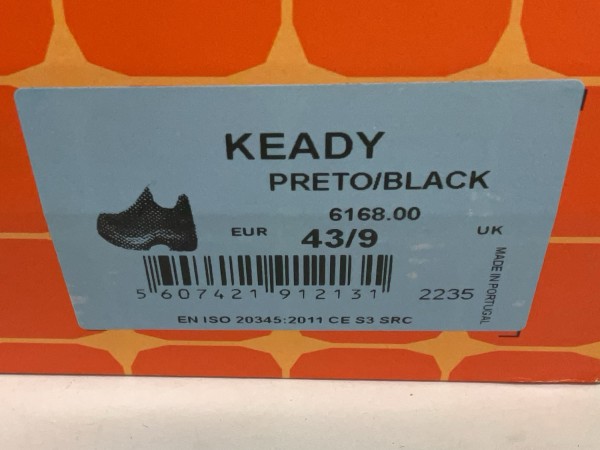 KEADY
PRETO/BLACK
6168.00
EUR 43/9 UK
MADE IN PORTUGAL
5 607421 912131 2235
EN ISO 20345:2011 CE S3 SRC